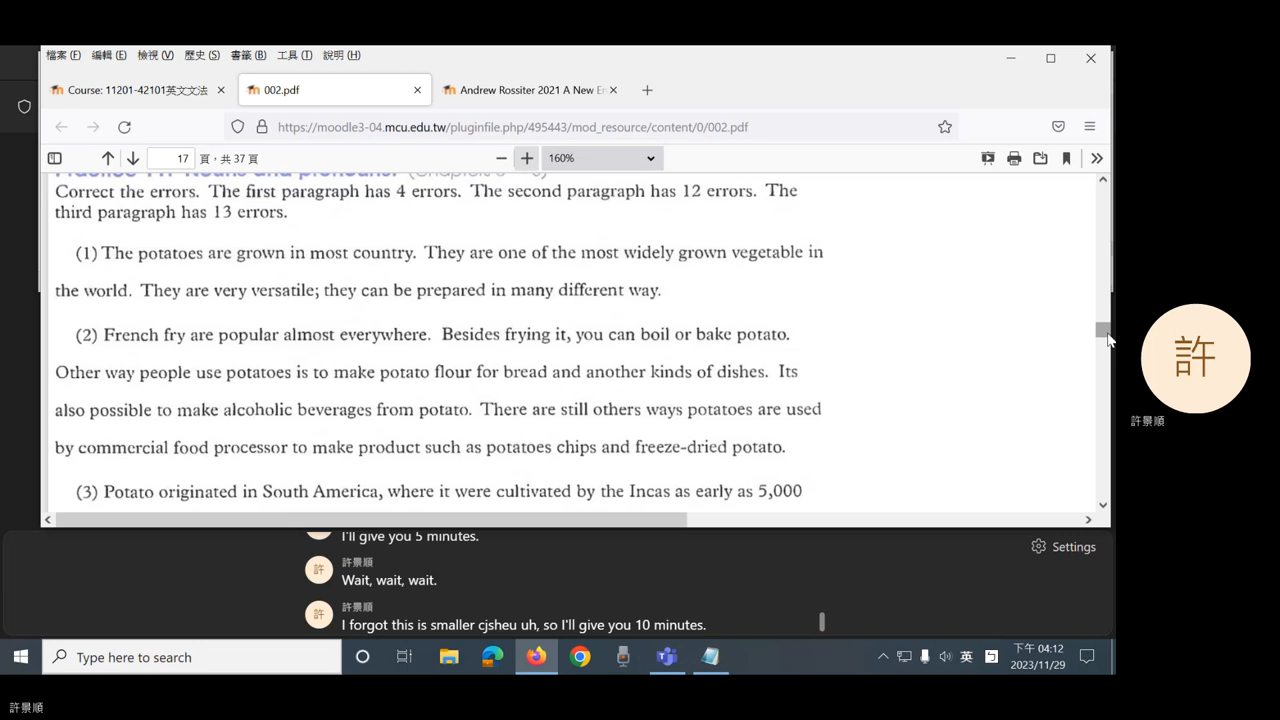 檔案 (F) 編輯 (E) 檢視 (V) 歷史 (S) 書籤 (B) 工具 (T) 說明 (H)
Course: 11201-42101英文文法 002.pdf Andrew Rossiter 2021 A New En
https://moodle3-04.mcu.edu.tw/pluginfile.php/495443/mod_resource/content/0/002.pdf
17 頁，共 37 頁 160%
Correct the errors. The first paragraph has 4 errors. The second paragraph has 12 errors. The
third paragraph has 13 errors.
(1) The potatoes are grown in most country. They are one of the most widely grown vegetable in
the world. They are very versatile; they can be prepared in many different way.
(2) French fry are popular almost everywhere. Besides frying it, you can boil or bake potato.
Other way people use potatoes is to make potato flour for bread and another kinds of dishes. Its
also possible to make alcoholic beverages from potato. There are still others ways potatoes are used
by commercial food processor to make product such as potatoes chips and freeze-dried potato.
(3) Potato originated in South America, where it were cultivated by the Incas as early as 5,000
許
許景順
I'll give you 5 minutes.
Settings
許
許景順
Wait, wait, wait.
許
許景順
I forgot this is smaller cjsheu uh, so I'll give you 10 minutes.
Type here to search
英
下午 04:12
2023/11/29
許景順